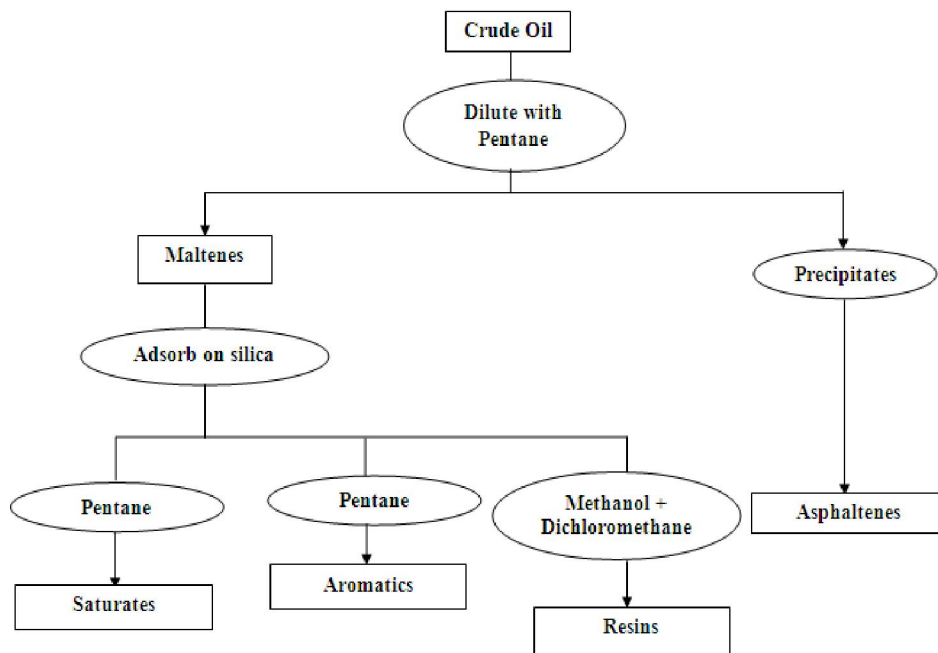 Crude Oil
Dilute with
Pentane
Maltenes
Precipitates
Adsorb on silica
Pentane
Pentane
Methanol +
Dichloromethane
Asphaltenes
Saturates
Aromatics
Resins